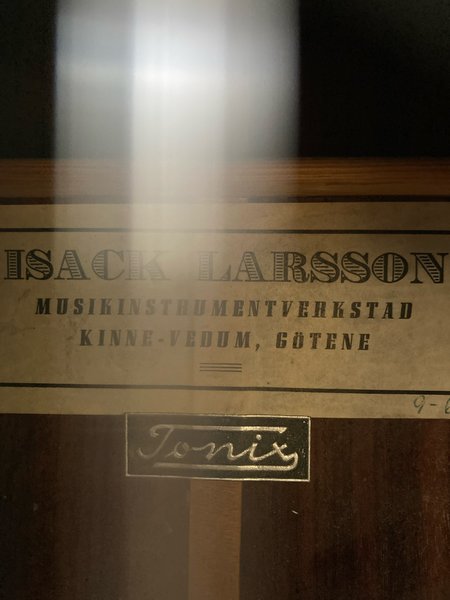 ISACK LARSSON
MUSIKINSTRUMENTVERKSTAD
KINNE-VEDUM, GÖTENE
Tonix